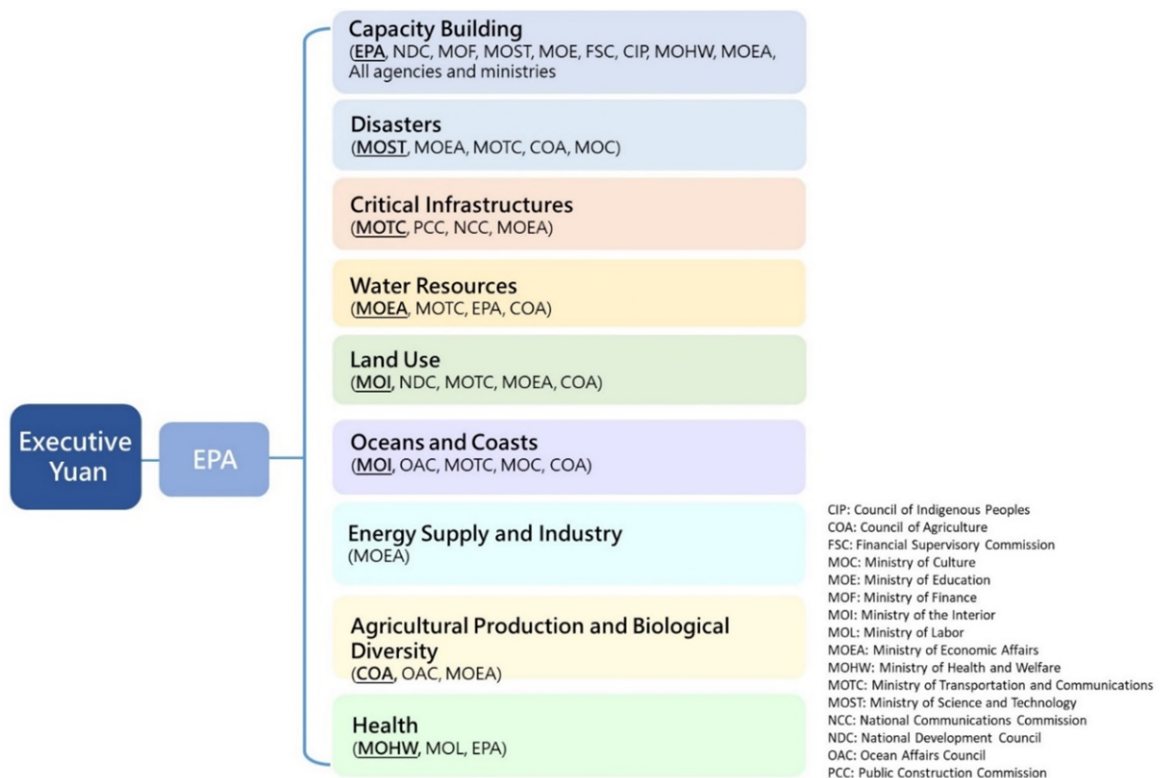 Capacity Building
(EPA, NDC, MOF, MOST, MOE, FSC, CIP, MOHW, MOEA,
All agencies and ministries
Disasters
(MOST, MOEA, MOTC, COA, MOC)
Critical Infrastructures
(MOTC, PCC, NCC, MOEA)
Water Resources
(MOEA, MOTC, EPA, COA)
Land Use
(MOI, NDC, MOTC, MOEA, COA)
Executive
Yuan
EPA
Oceans and Coasts
(MOI, OAC, MOTC, MOC, COA)
Energy Supply and Industry
(MOEA)
Agricultural Production and Biological
Diversity
(COA, OAC, MOEA)
Health
(MOHW, MOL, EPA)
CIP: Council of Indigenous Peoples
COA: Council of Agriculture
FSC: Financial Supervisory Commission
MOC: Ministry of Culture
MOE: Ministry of Education
MOF: Ministry of Finance
MOI: Ministry of the Interior
MOL: Ministry of Labor
MOEA: Ministry of Economic Affairs
MOHW: Ministry of Health and Welfare
MOTC: Ministry of Transportation and Communications
MOST: Ministry of Science and Technology
NCC: National Communications Commission
NDC: National Development Council
OAC: Ocean Affairs Council
PCC: Public Construction Commission